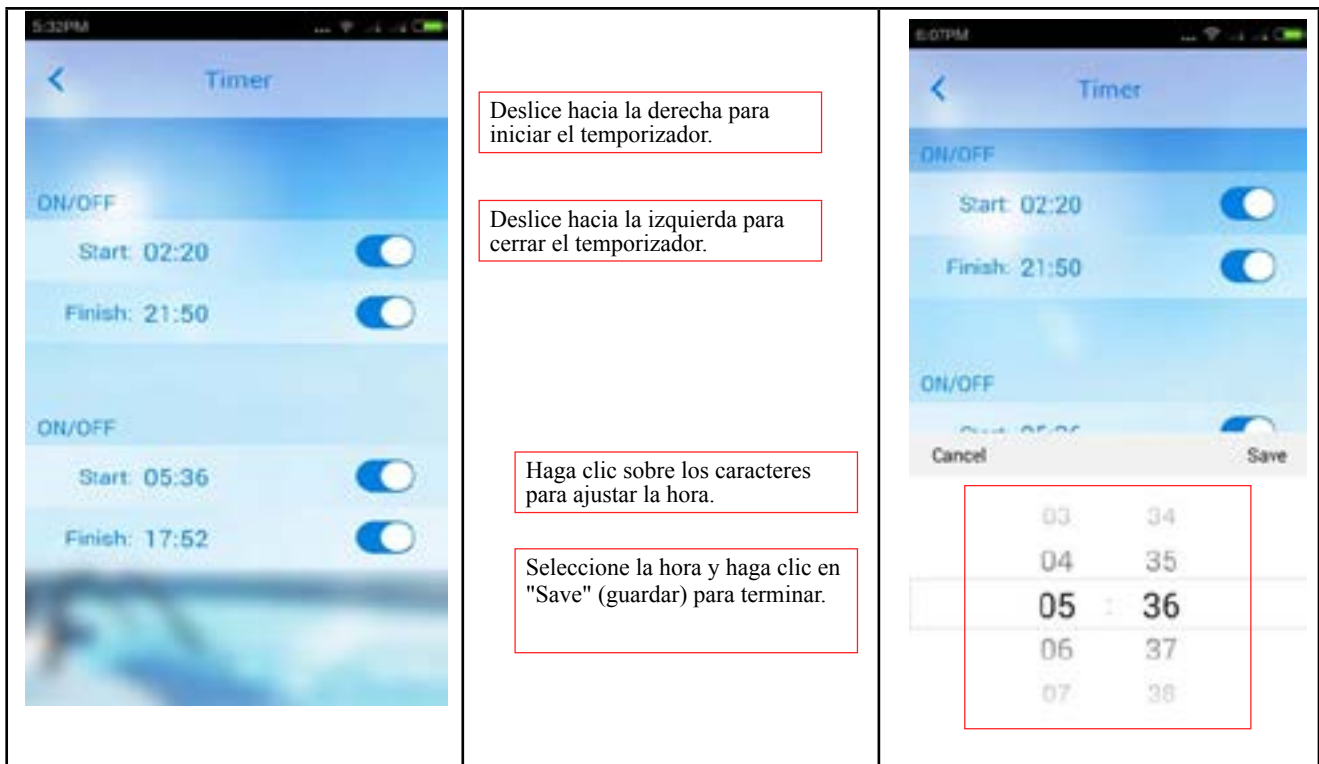 5:32PM
Timer
ON/OFF
Start: 02:20
Finish: 21:50
ON/OFF
Start: 05:36
Finish: 17:52
Deslice hacia la derecha para
iniciar el temporizador.
Deslice hacia la izquierda para
cerrar el temporizador.
Haga clic sobre los caracteres
para ajustar la hora.
Seleccione la hora y haga clic en
"Save" (guardar) para terminar.
6:07PM
Timer
ON/OFF
Start: 02:20
Finish: 21:50
ON/OFF
Start: 05:36
Cancel Save
03 34
04 35
05 : 36
06 37
07 38